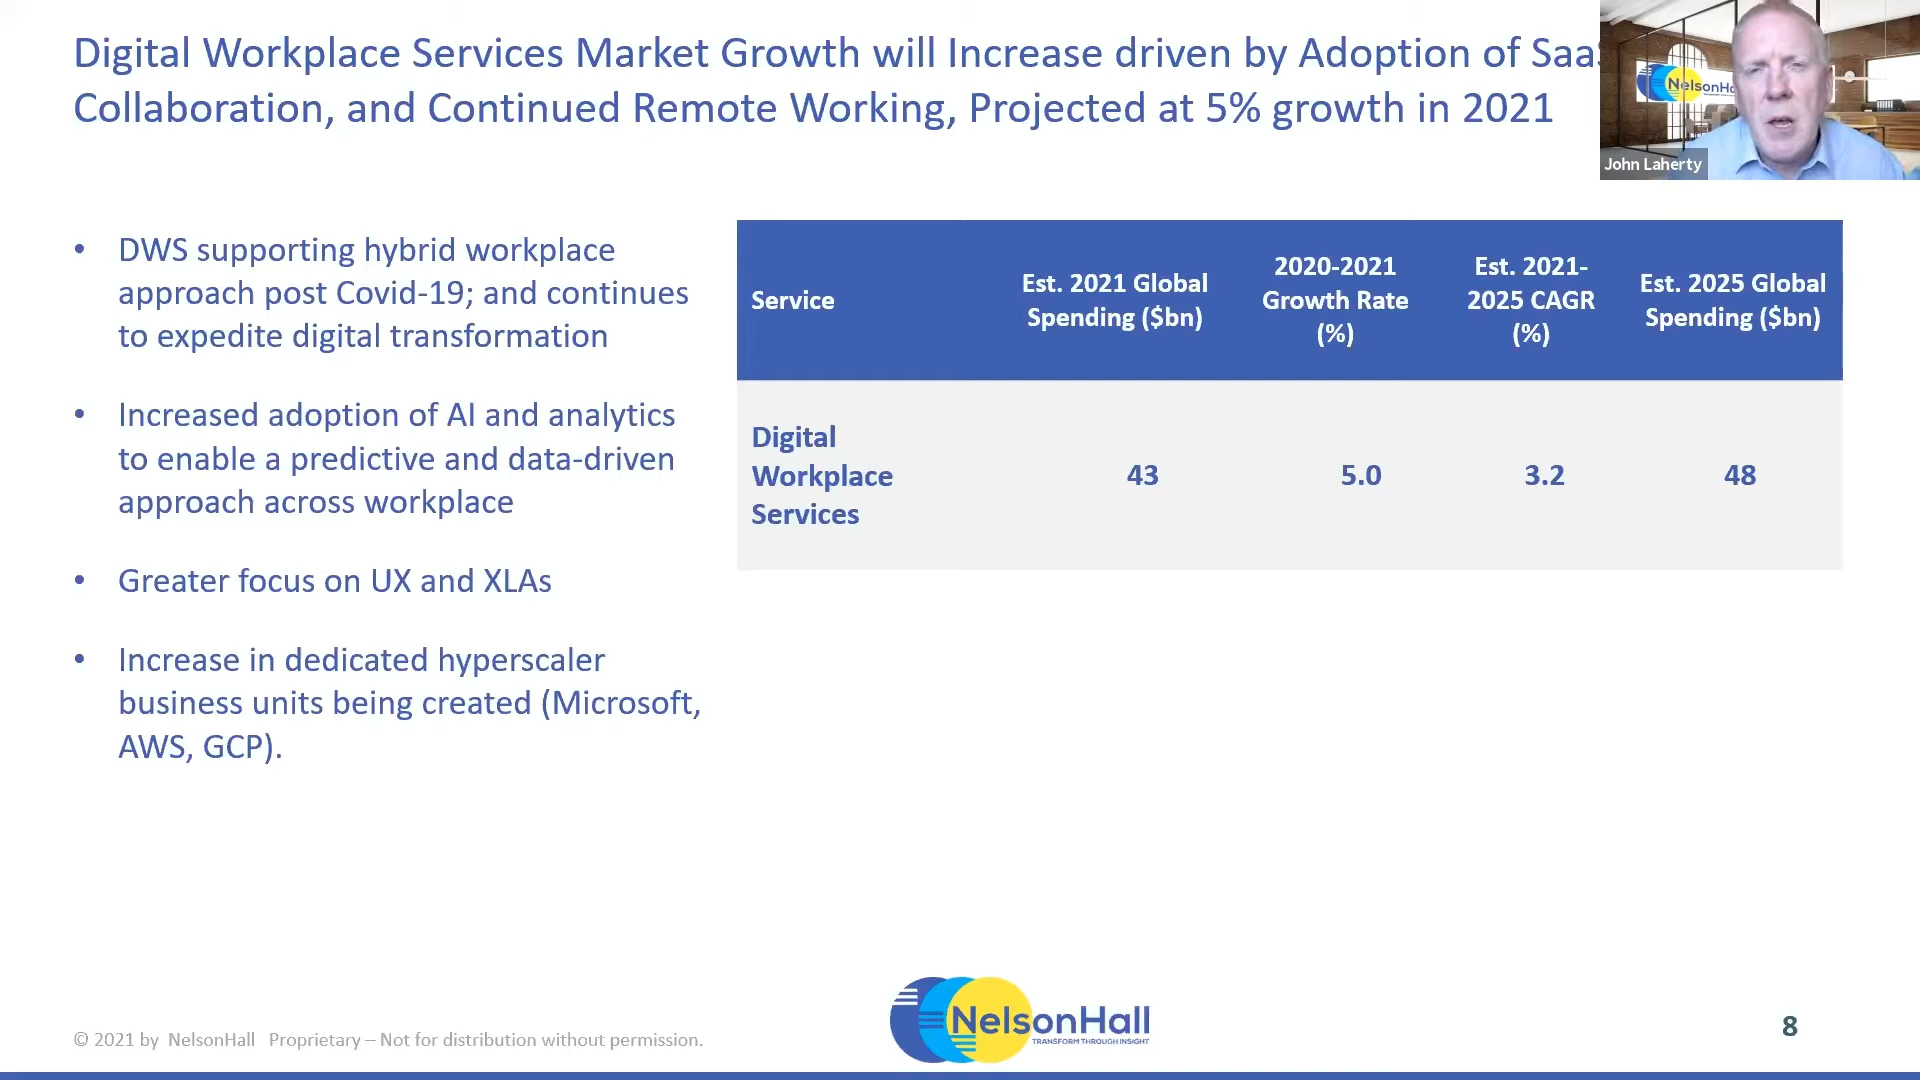 Digital Workplace Services Market Growth will Increase driven by Adoption of
Collaboration, and Continued Remote Working, Projected at 5% growth in 2021
NelsonHall
John Laherty
• DWS supporting hybrid workplace
approach post Covid-19; and continues
to expedite digital transformation
• Increased adoption of AI and analytics
to enable a predictive and data-driven
approach across workplace
• Greater focus on UX and XLAs
• Increase in dedicated hyperscaler
business units being created (Microsoft,
AWS, GCP).
Service
Est. 2021 Global
Spending ($bn)
2020-2021
Growth Rate
(%)
Est. 2021-
2025 CAGR
(%)
Est. 2025 Global
Spending ($bn)
Digital
Workplace
Services
43
5.0
3.2
48
© 2021 by NelsonHall Proprietary – Not for distribution without permission.
NelsonHall
TRANSFORM THROUGH INSIGHT
8